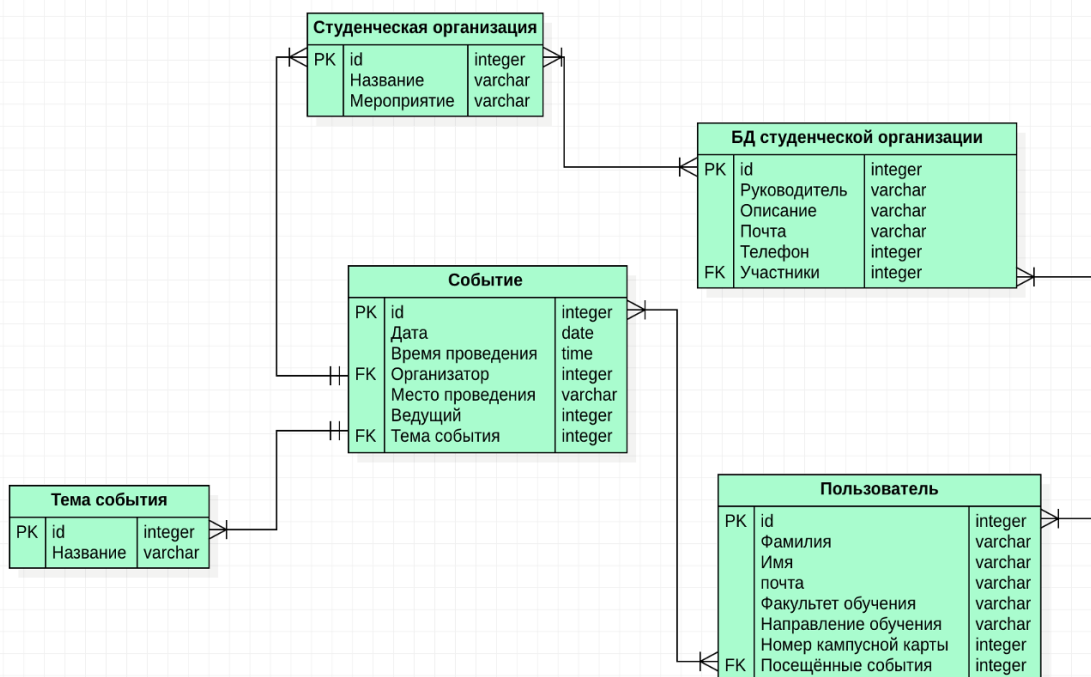 Студенческая организация
PK id integer
Название varchar
Мероприятие varchar
БД студенческой организации
PK id integer
Руководитель varchar
Описание varchar
Почта varchar
Телефон integer
FK Участники integer
Событие
PK id integer
Дата date
Время проведения time
FK Организатор integer
Место проведения varchar
Ведущий integer
FK Тема события integer
Тема события
PK id integer
Название varchar
Пользователь
PK id integer
Фамилия varchar
Имя varchar
почта varchar
Факультет обучения varchar
Направление обучения varchar
Номер кампусной карты integer
FK Посещённые события integer